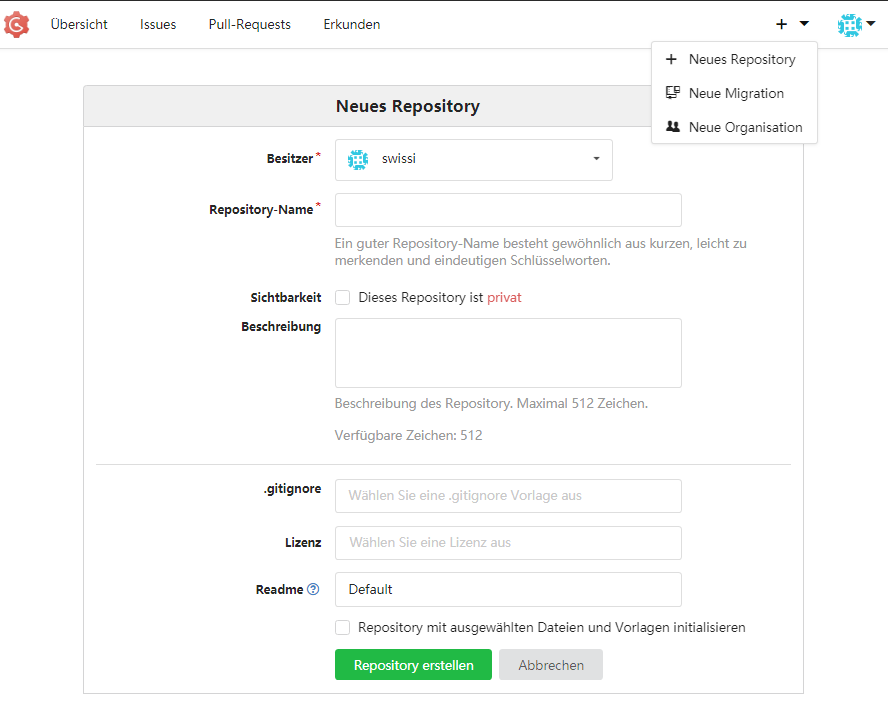 Übersicht Issues Pull-Requests Erkunden
Neues Repository
Neue Migration
Neue Organisation
Neues Repository
Besitzer* swissi
Repository-Name*
Ein guter Repository-Name besteht gewöhnlich aus kurzen, leicht zu
merkenden und eindeutigen Schlüsselworten.
Sichtbarkeit Dieses Repository ist privat
Beschreibung
Beschreibung des Repository. Maximal 512 Zeichen.
Verfügbare Zeichen: 512
.gitignore Wählen Sie eine .gitignore Vorlage aus
Lizenz Wählen Sie eine Lizenz aus
Readme Default
Repository mit ausgewählten Dateien und Vorlagen initialisieren
Repository erstellen Abbrechen